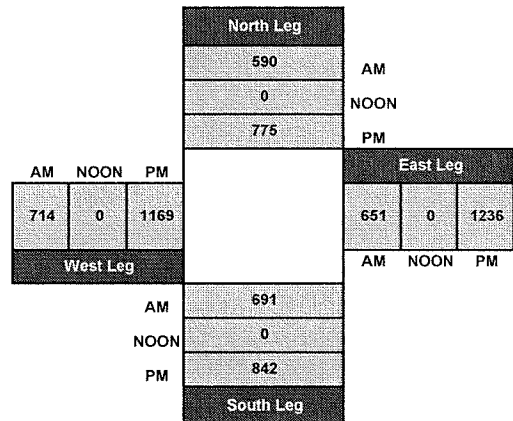 North Leg
590
AM
0
NOON
775
PM
AM NOON PM
East Leg
714 0 1169
651 0 1236
West Leg
AM NOON PM
691
AM
0
NOON
842
PM
South Leg